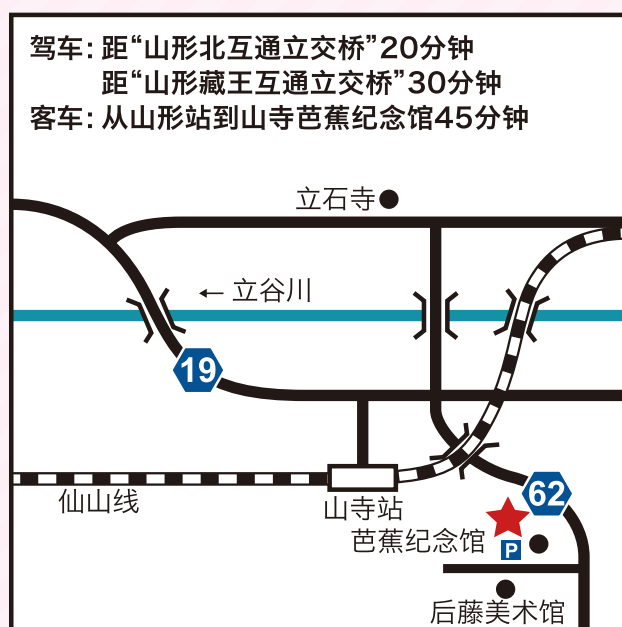 驾车: 距“山形北互通立交桥”20分钟
距“山形藏王互通立交桥”30分钟
客车: 从山形站到山寺芭蕉纪念馆45分钟
立石寺
← 立谷川
19
仙山线
山寺站
62
芭蕉纪念馆
P
后藤美术馆